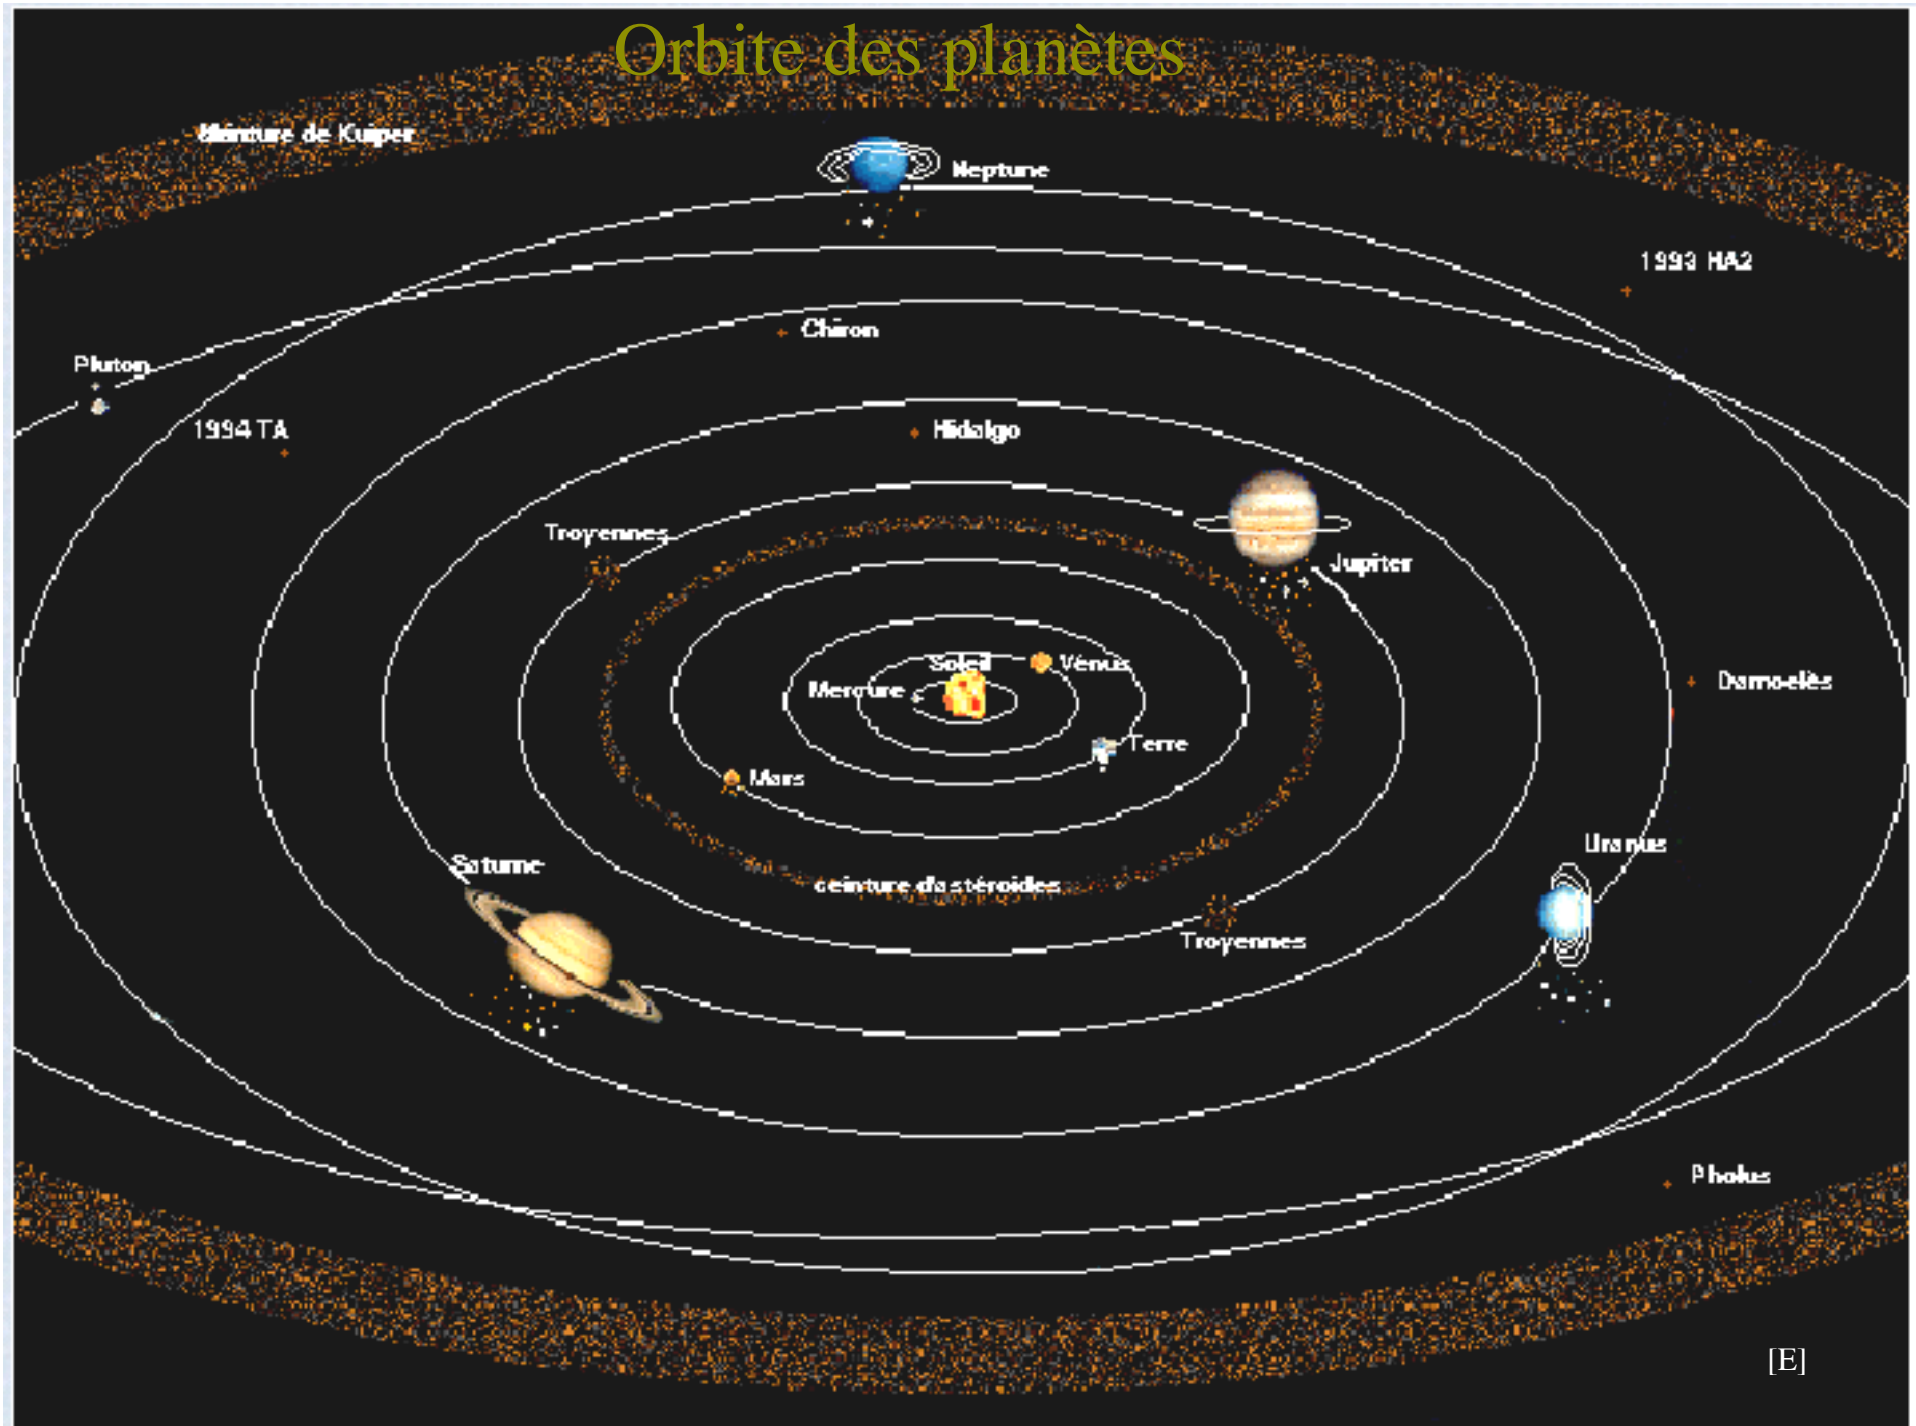 Orbite des planètes
de Kuiper
Neptune
1993 HA2
Chiron
Pluton
1994 TA
Hidalgo
Troyennes
Jupiter
Soleil
Vénus
Mercure
Damoclès
Terre
Mars
Uranus
Saturne
ceinture d'astéroïdes
Troyennes
Pholus
[E]